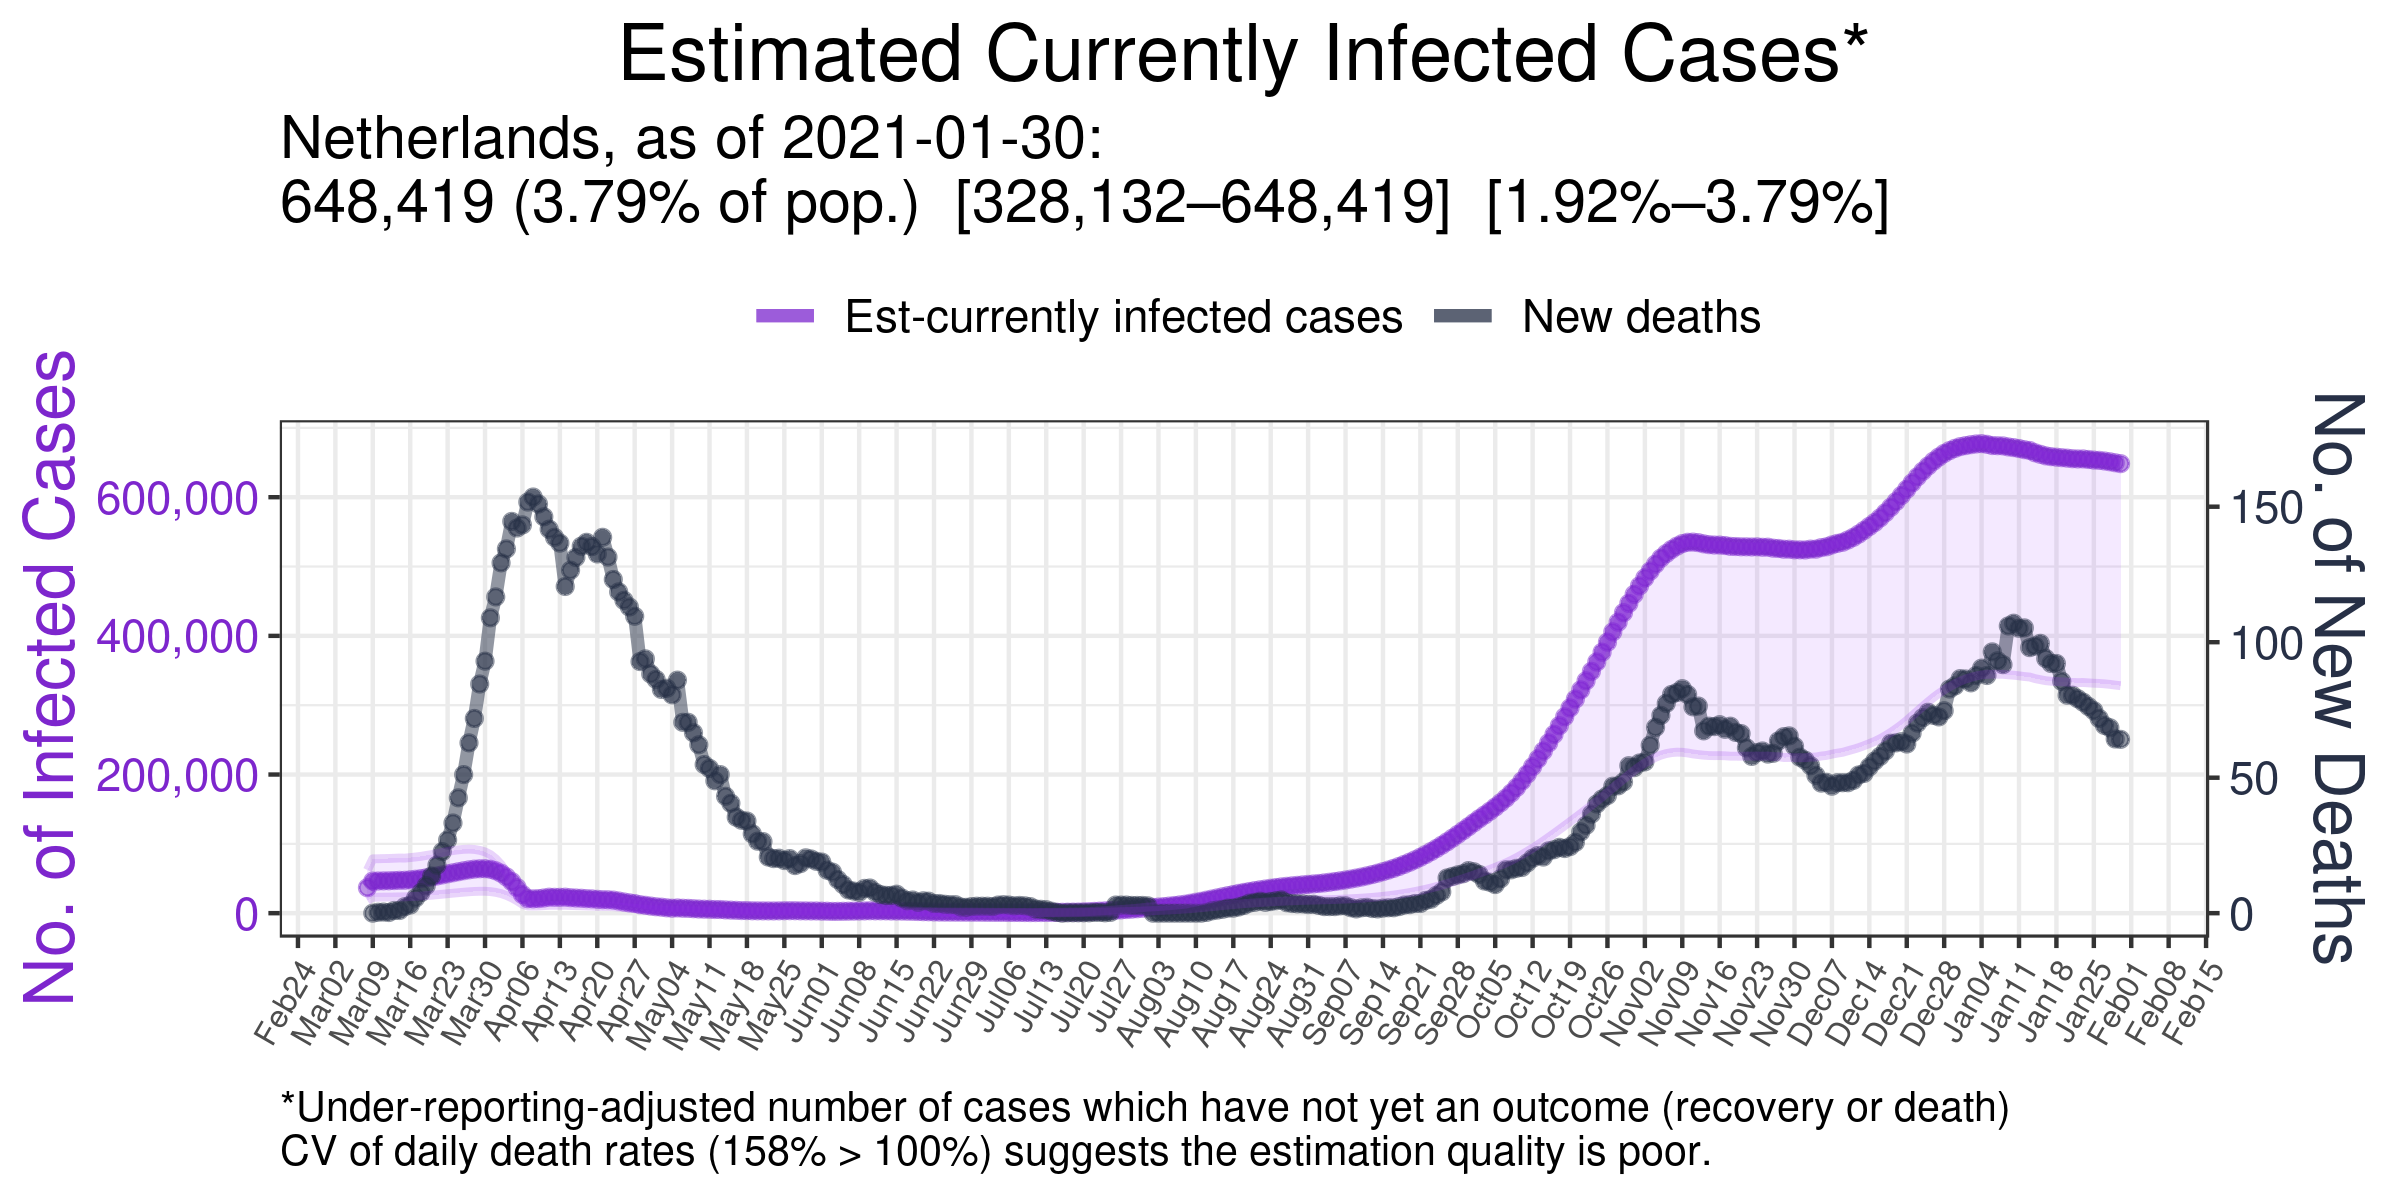 Estimated Currently Infected Cases*
Netherlands, as of 2021-01-30:
648,419 (3.79% of pop.) [328,132–648,419] [1.92%–3.79%]
Est-currently infected cases
New deaths
No. of Infected Cases
600,000
400,000
200,000
0
150
100
50
0
No. of New Deaths
Feb24
Mar02
Mar09
Mar16
Mar23
Mar30
Apr06
Apr13
Apr20
Apr27
May04
May11
May18
May25
Jun01
Jun08
Jun15
Jun22
Jun29
Jul06
Jul13
Jul20
Jul27
Aug03
Aug10
Aug17
Aug24
Aug31
Sep07
Sep14
Sep21
Sep28
Oct05
Oct12
Oct19
Oct26
Nov02
Nov09
Nov16
Nov23
Nov30
Dec07
Dec14
Dec21
Dec28
Jan04
Jan11
Jan18
Jan25
Feb01
Feb08
Feb15
*Under-reporting-adjusted number of cases which have not yet an outcome (recovery or death)
CV of daily death rates (158% > 100%) suggests the estimation quality is poor.